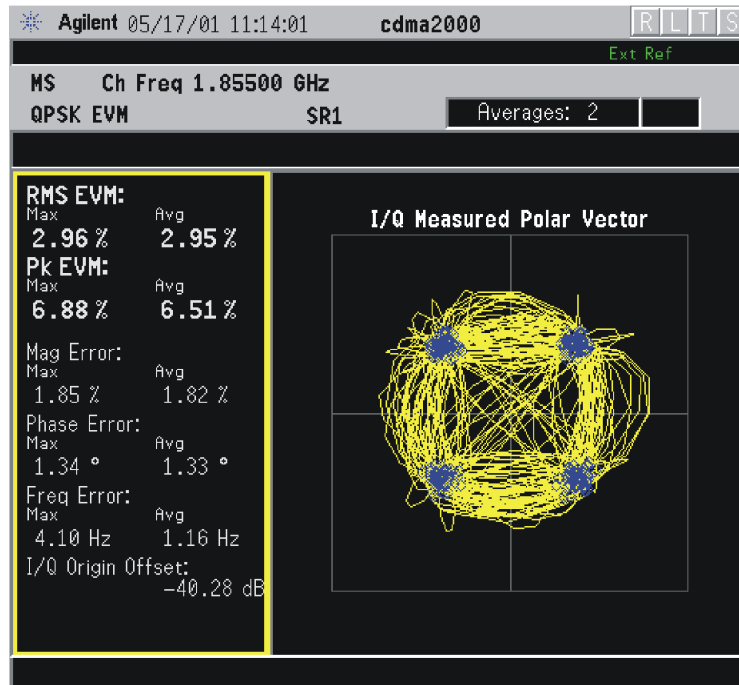 Agilent 05/17/01 11:14:01 cdma2000 R L T S
Ext Ref
MS Ch Freq 1.85500 GHz
QPSK EVM SR1 Averages: 2
RMS EVM:
Max Avg
2.96 % 2.95 %
Pk EVM:
Max Avg
6.88 % 6.51 %
Mag Error:
Max Avg
1.85 % 1.82 %
Phase Error:
Max Avg
1.34 ° 1.33 °
Freq Error:
Max Avg
4.10 Hz 1.16 Hz
I/Q Origin Offset:
-40.28 dB
I/Q Measured Polar Vector